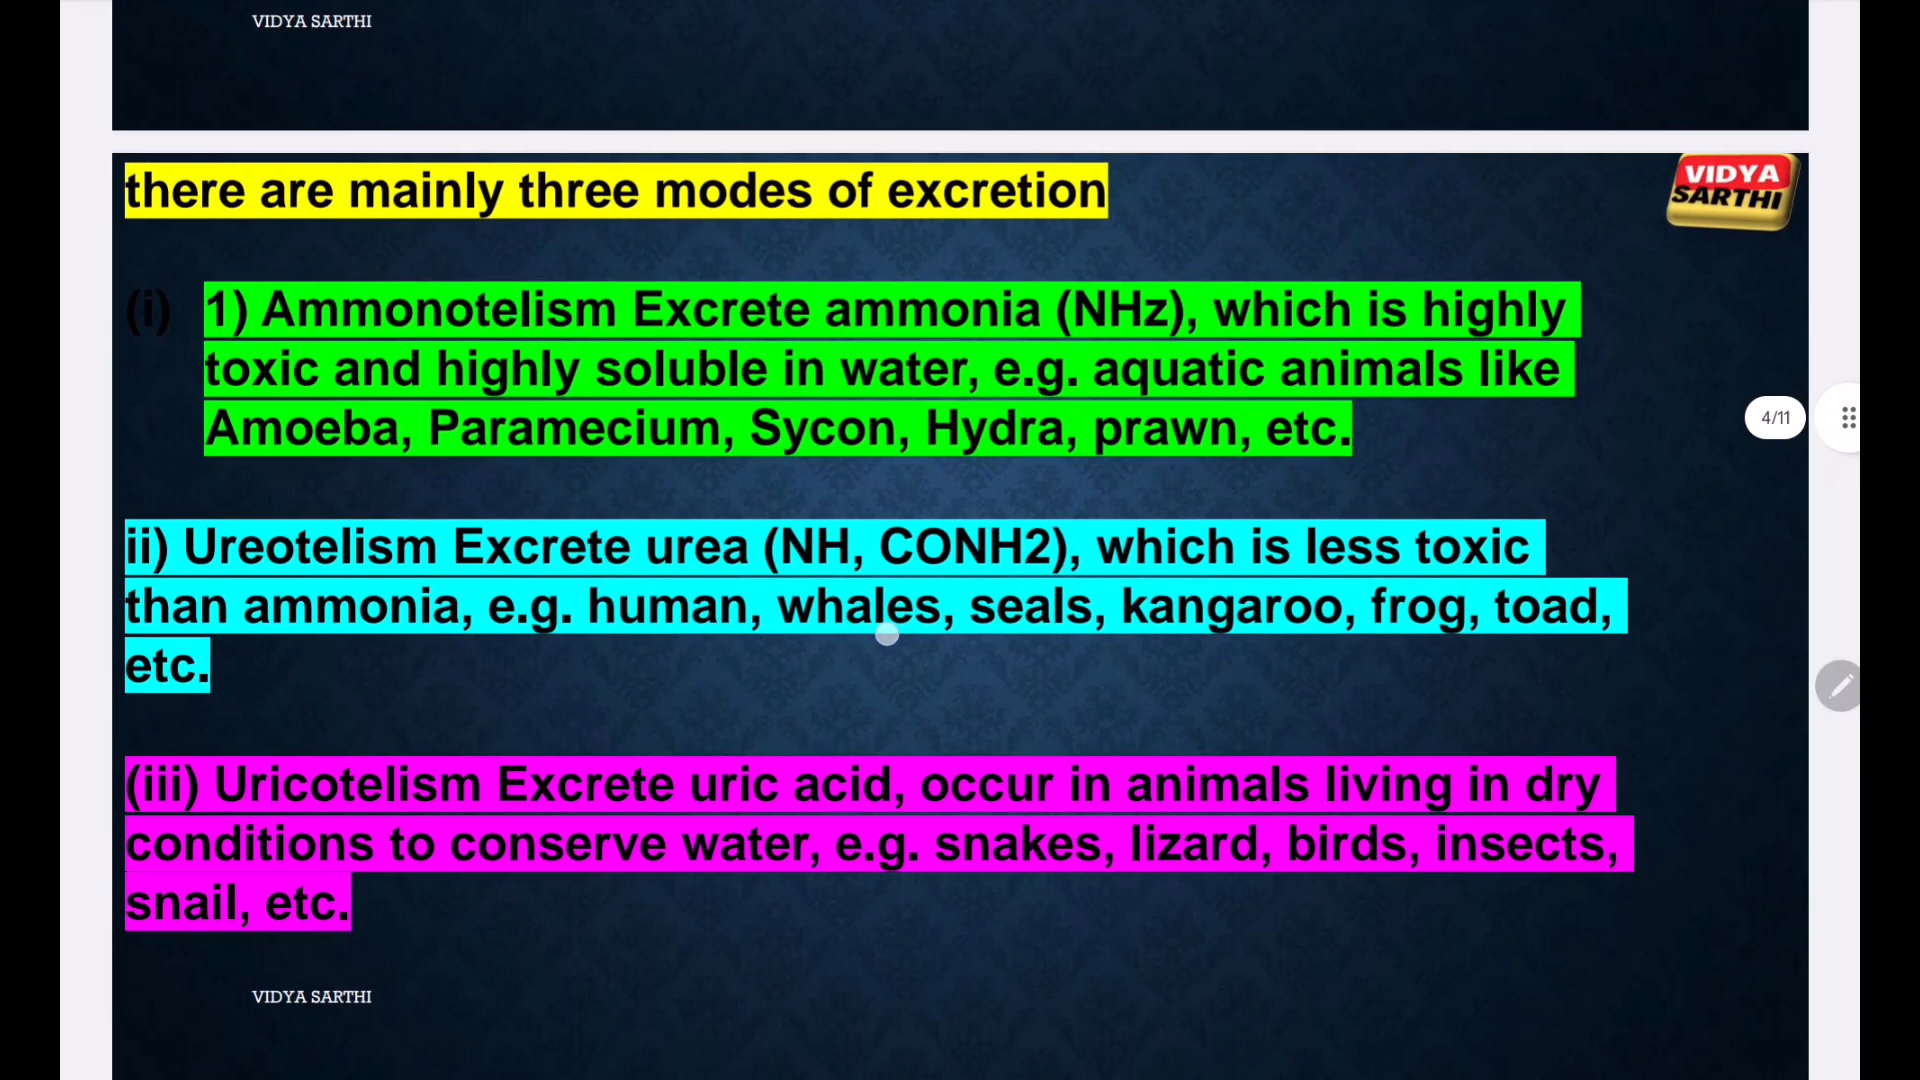 VIDYA SARTHI
there are mainly three modes of excretion
VIDYA
SARTHI
(i) 1) Ammonotelism Excrete ammonia (NHz), which is highly
toxic and highly soluble in water, e.g. aquatic animals like
Amoeba, Paramecium, Sycon, Hydra, prawn, etc.
4/11
ii) Ureotelism Excrete urea (NH, CONH2), which is less toxic
than ammonia, e.g. human, whales, seals, kangaroo, frog, toad,
etc.
(iii) Uricotelism Excrete uric acid, occur in animals living in dry
conditions to conserve water, e.g. snakes, lizard, birds, insects,
snail, etc.
VIDYA SARTHI